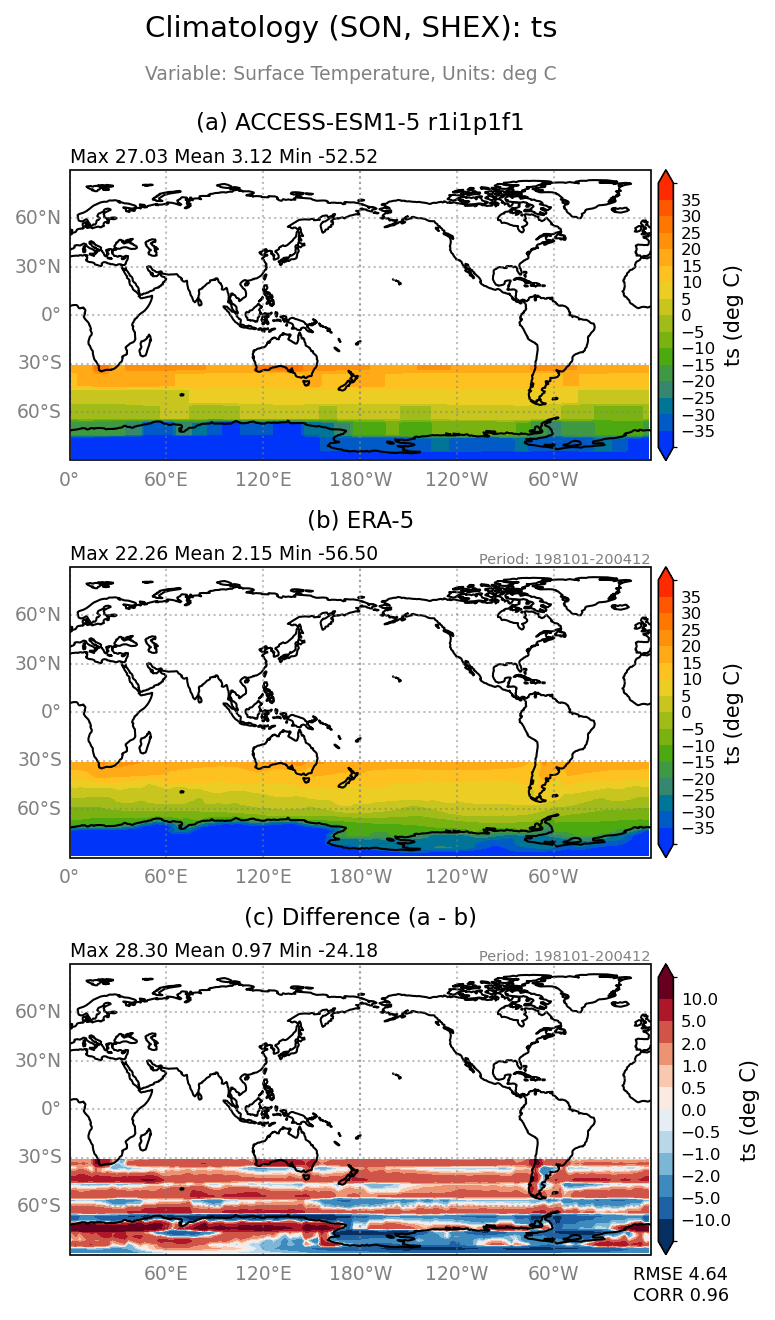 Climatology (SON, SHEX): ts
Variable: Surface Temperature, Units: deg C
(a) ACCESS-ESM1-5 r1i1p1f1
Max 27.03 Mean 3.12 Min -52.52
60°N
30°N
0°
30°S
60°S
0°
60°E
120°E
180°W
120°W
60°W
35
30
25
20
15
10
5
0
−5
−10
−15
−20
−25
−30
−35
ts (deg C)
(b) ERA-5
Max 22.26 Mean 2.15 Min -56.50
Period: 198101-200412
60°N
30°N
0°
30°S
60°S
0°
60°E
120°E
180°W
120°W
60°W
35
30
25
20
15
10
5
0
−5
−10
−15
−20
−25
−30
−35
ts (deg C)
(c) Difference (a - b)
Max 28.30 Mean 0.97 Min -24.18
Period: 198101-200412
60°N
30°N
0°
30°S
60°S
60°E
120°E
180°W
120°W
60°W
10.0
5.0
2.0
1.0
0.5
0.0
−0.5
−1.0
−2.0
−5.0
−10.0
ts (deg C)
RMSE 4.64
CORR 0.96